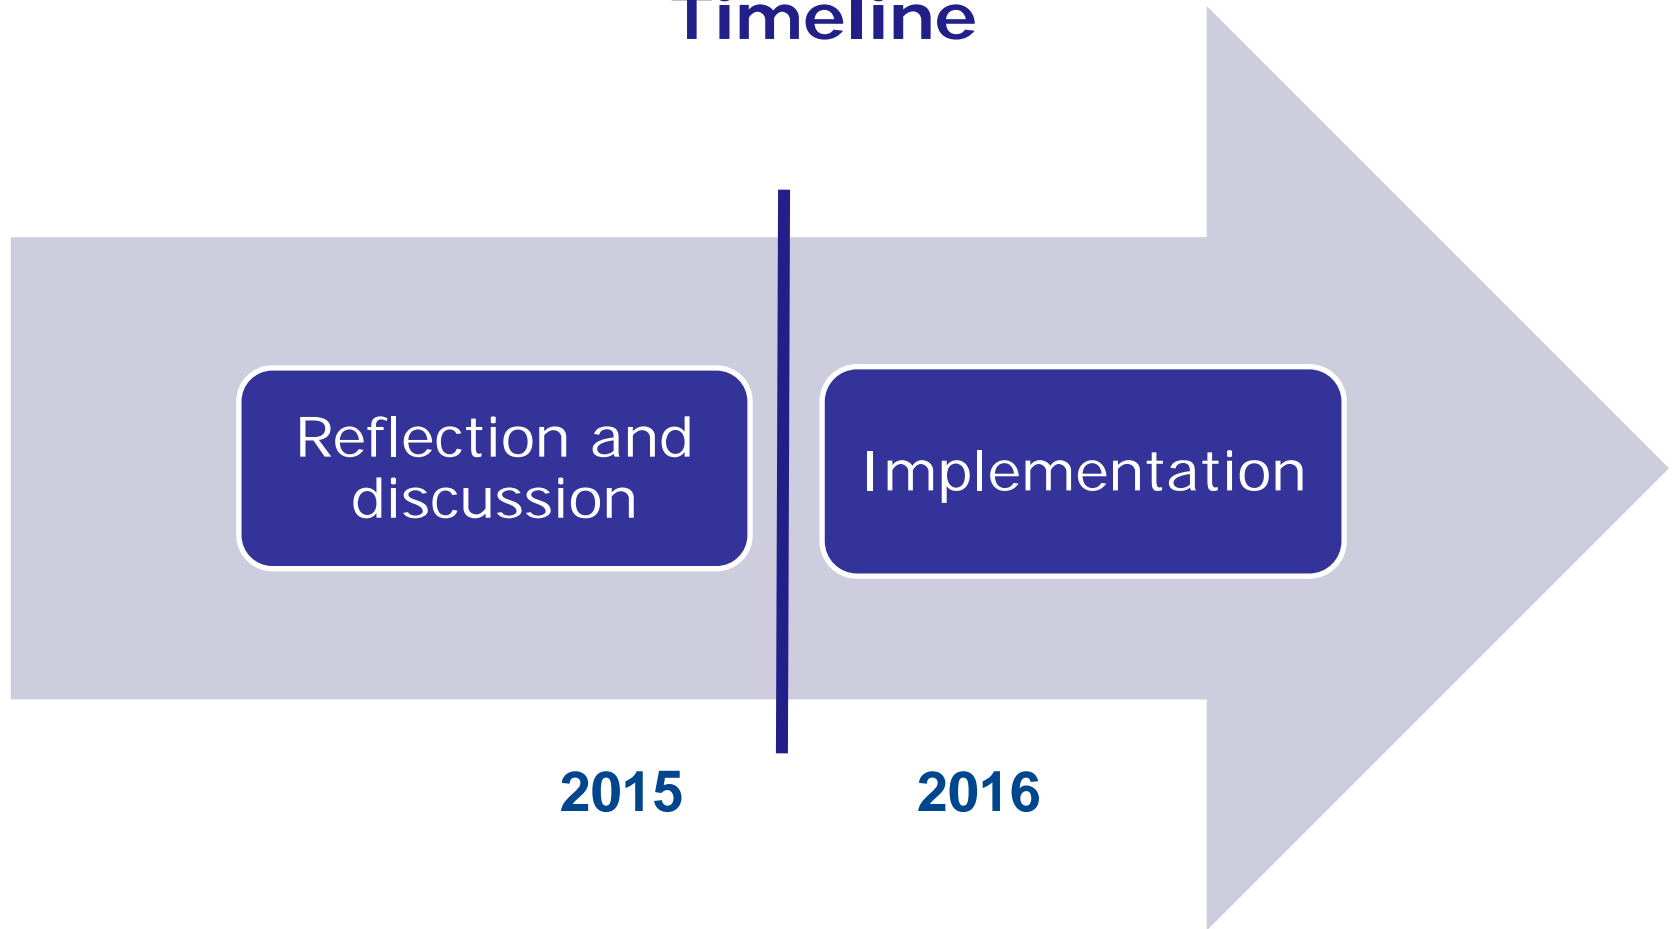 Timeline
Reflection and
discussion
Implementation
2015
2016